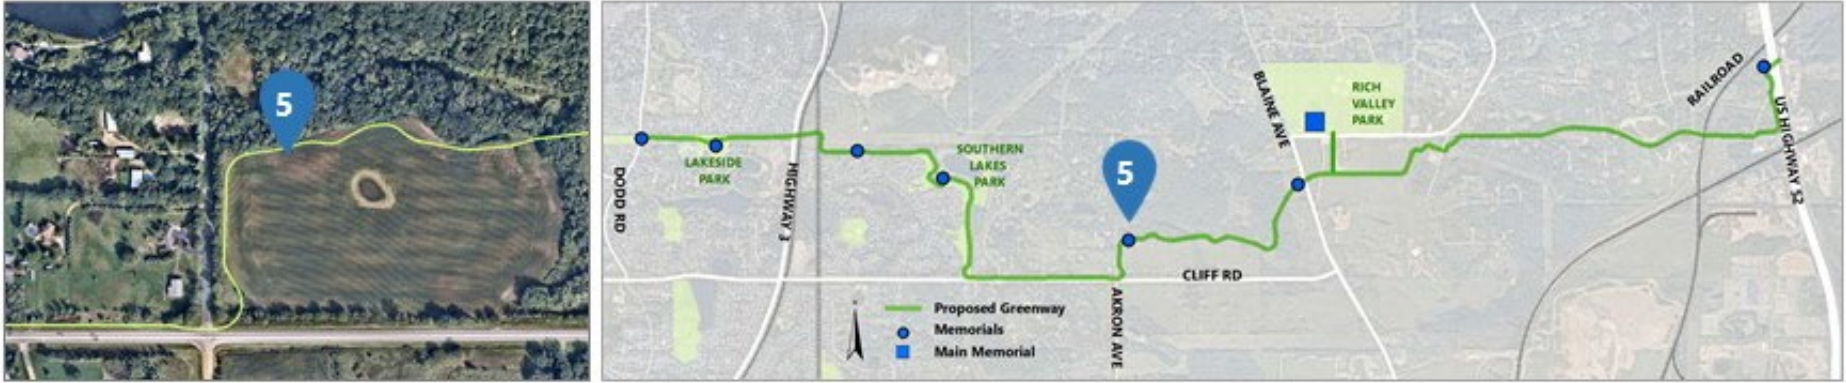 5
DODD RD
LAKESIDE
PARK
HIGHWAY 3
SOUTHERN
LAKES
PARK
5
AKRON AVE
CLIFF RD
BLAINE AVE
RICH
VALLEY
PARK
RAILROAD
US HIGHWAY 52
Proposed Greenway
Memorials
Main Memorial